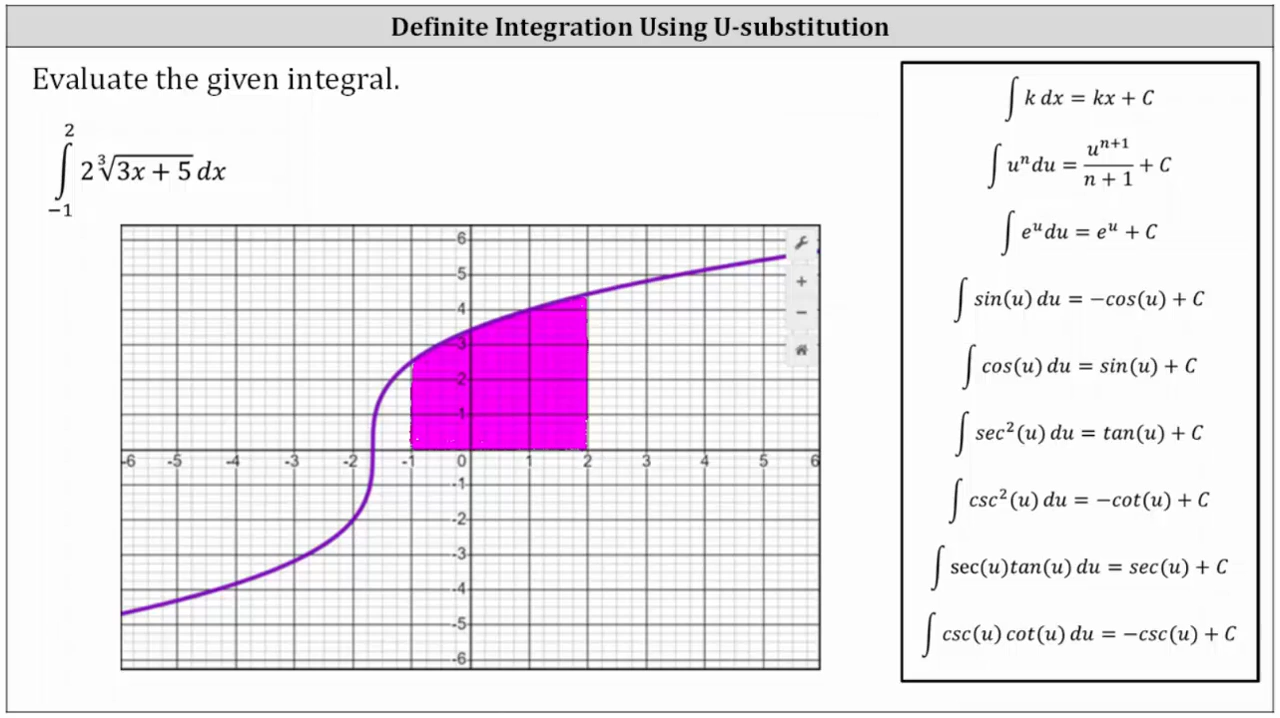 Definite Integration Using U-substitution
Evaluate the given integral.
∫_{-1}^{2} 2∛(3x + 5) dx
6
5
4
3
2
1
-6 -5 -4 -3 -2 -1 0 1 2 3 4 5 6
-1
-2
-3
-4
-5
-6
+
−
∫ k dx = kx + C
∫ uⁿ du = uⁿ⁺¹/(n + 1) + C
∫ eᵘ du = eᵘ + C
∫ sin(u) du = −cos(u) + C
∫ cos(u) du = sin(u) + C
∫ sec²(u) du = tan(u) + C
∫ csc²(u) du = −cot(u) + C
∫ sec(u)tan(u) du = sec(u) + C
∫ csc(u) cot(u) du = −csc(u) + C